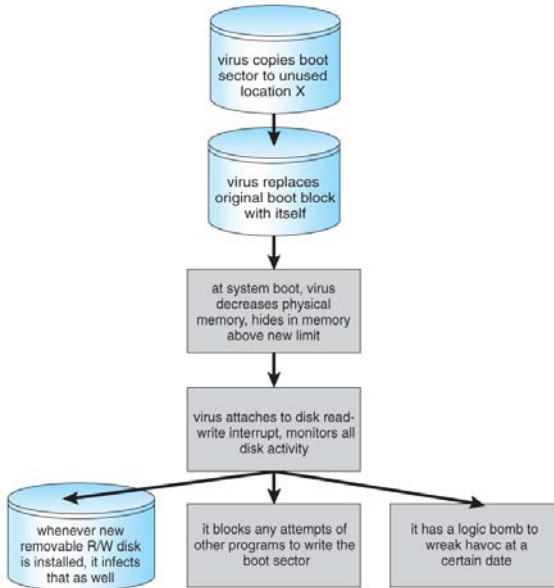 virus copies boot
sector to unused
location X
virus replaces
original boot block
with itself
at system boot, virus
decreases physical
memory, hides in memory
above new limit
virus attaches to disk read-
write interrupt, monitors all
disk activity
whenever new
removable R/W disk
is installed, it infects
that as well
it blocks any attempts of
other programs to write the
boot sector
it has a logic bomb to
wreak havoc at a
certain date